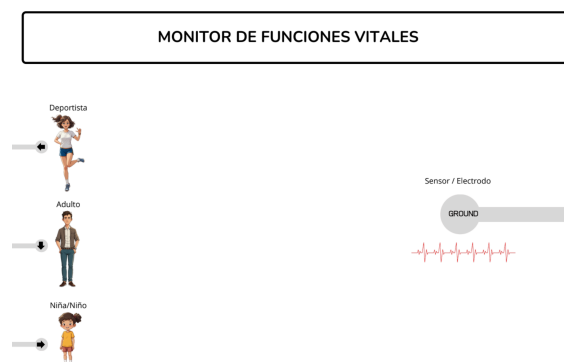 MONITOR DE FUNCIONES VITALES
Deportista
Sensor / Electrodo
GROUND
Adulto
Niña/Niño